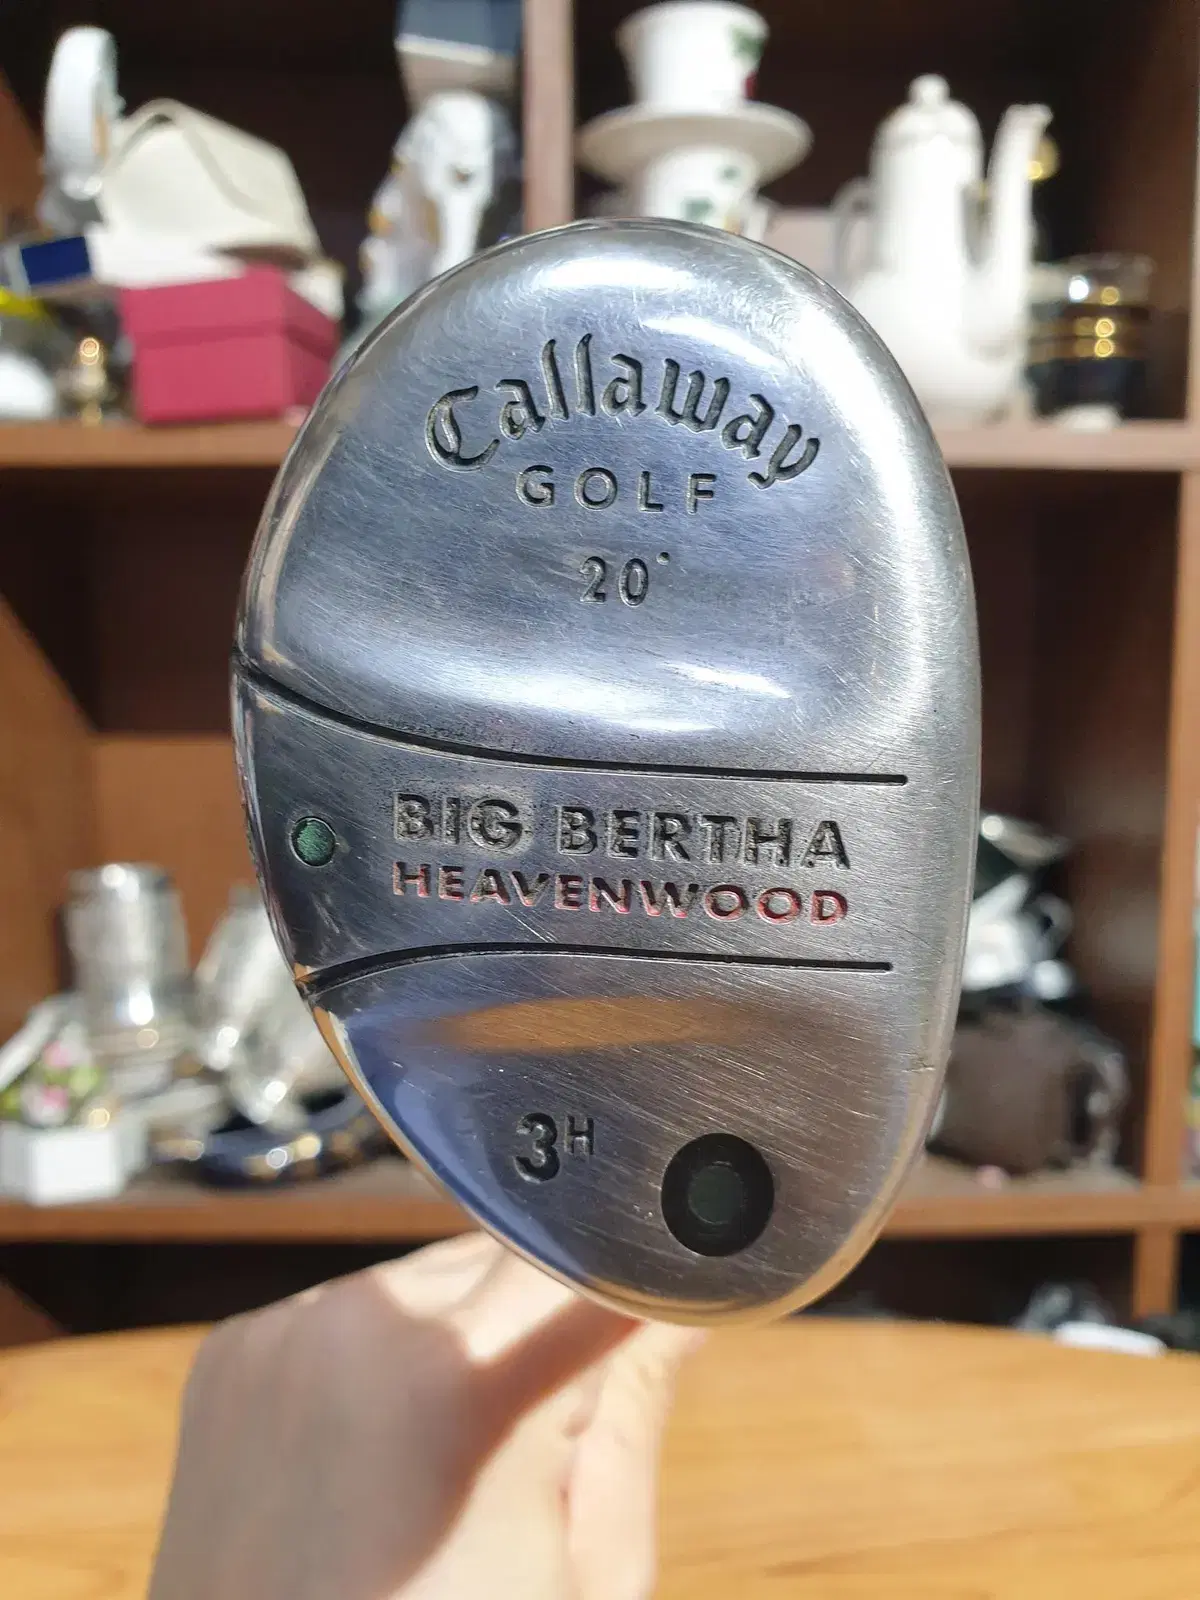 Callaway
GOLF
20°
BIG BERTHA
HEAVENWOOD
3H